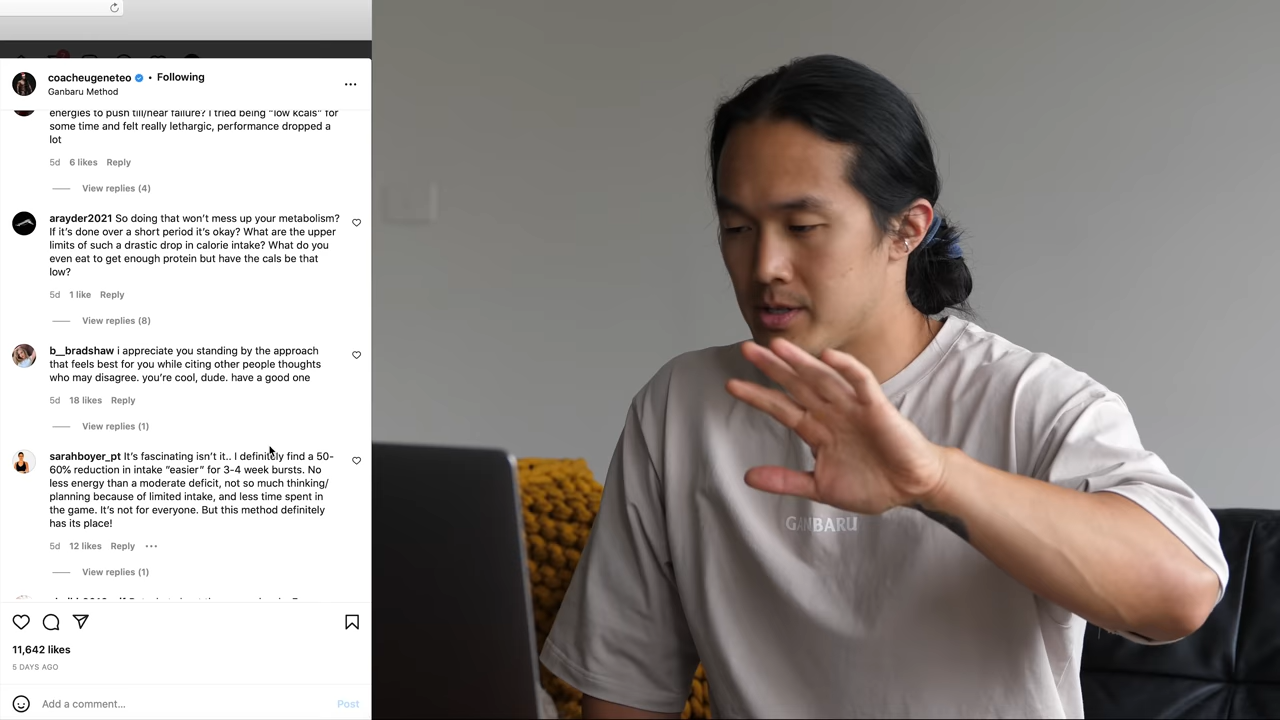 coacheugeneteo • Following
Ganbaru Method
energies to push till/near failure? I tried being "low kcals" for
some time and felt really lethargic, performance dropped a
lot
5d 6 likes Reply
View replies (4)
arayder2021 So doing that won't mess up your metabolism?
If it's done over a short period it's okay? What are the upper
limits of such a drastic drop in calorie intake? What do you
even eat to get enough protein but have the cals be that
low?
5d 1 like Reply
View replies (8)
b__bradshaw i appreciate you standing by the approach
that feels best for you while citing other people thoughts
who may disagree. you're cool, dude. have a good one
5d 18 likes Reply
View replies (1)
sarahboyer_pt It's fascinating isn't it.. I definitely find a 50-
60% reduction in intake "easier" for 3-4 week bursts. No
less energy than a moderate deficit, not so much thinking/
planning because of limited intake, and less time spent in
the game. It's not for everyone. But this method definitely
has its place!
5d 12 likes Reply
View replies (1)
11,642 likes
5 DAYS AGO
Add a comment... Post
GANBARU